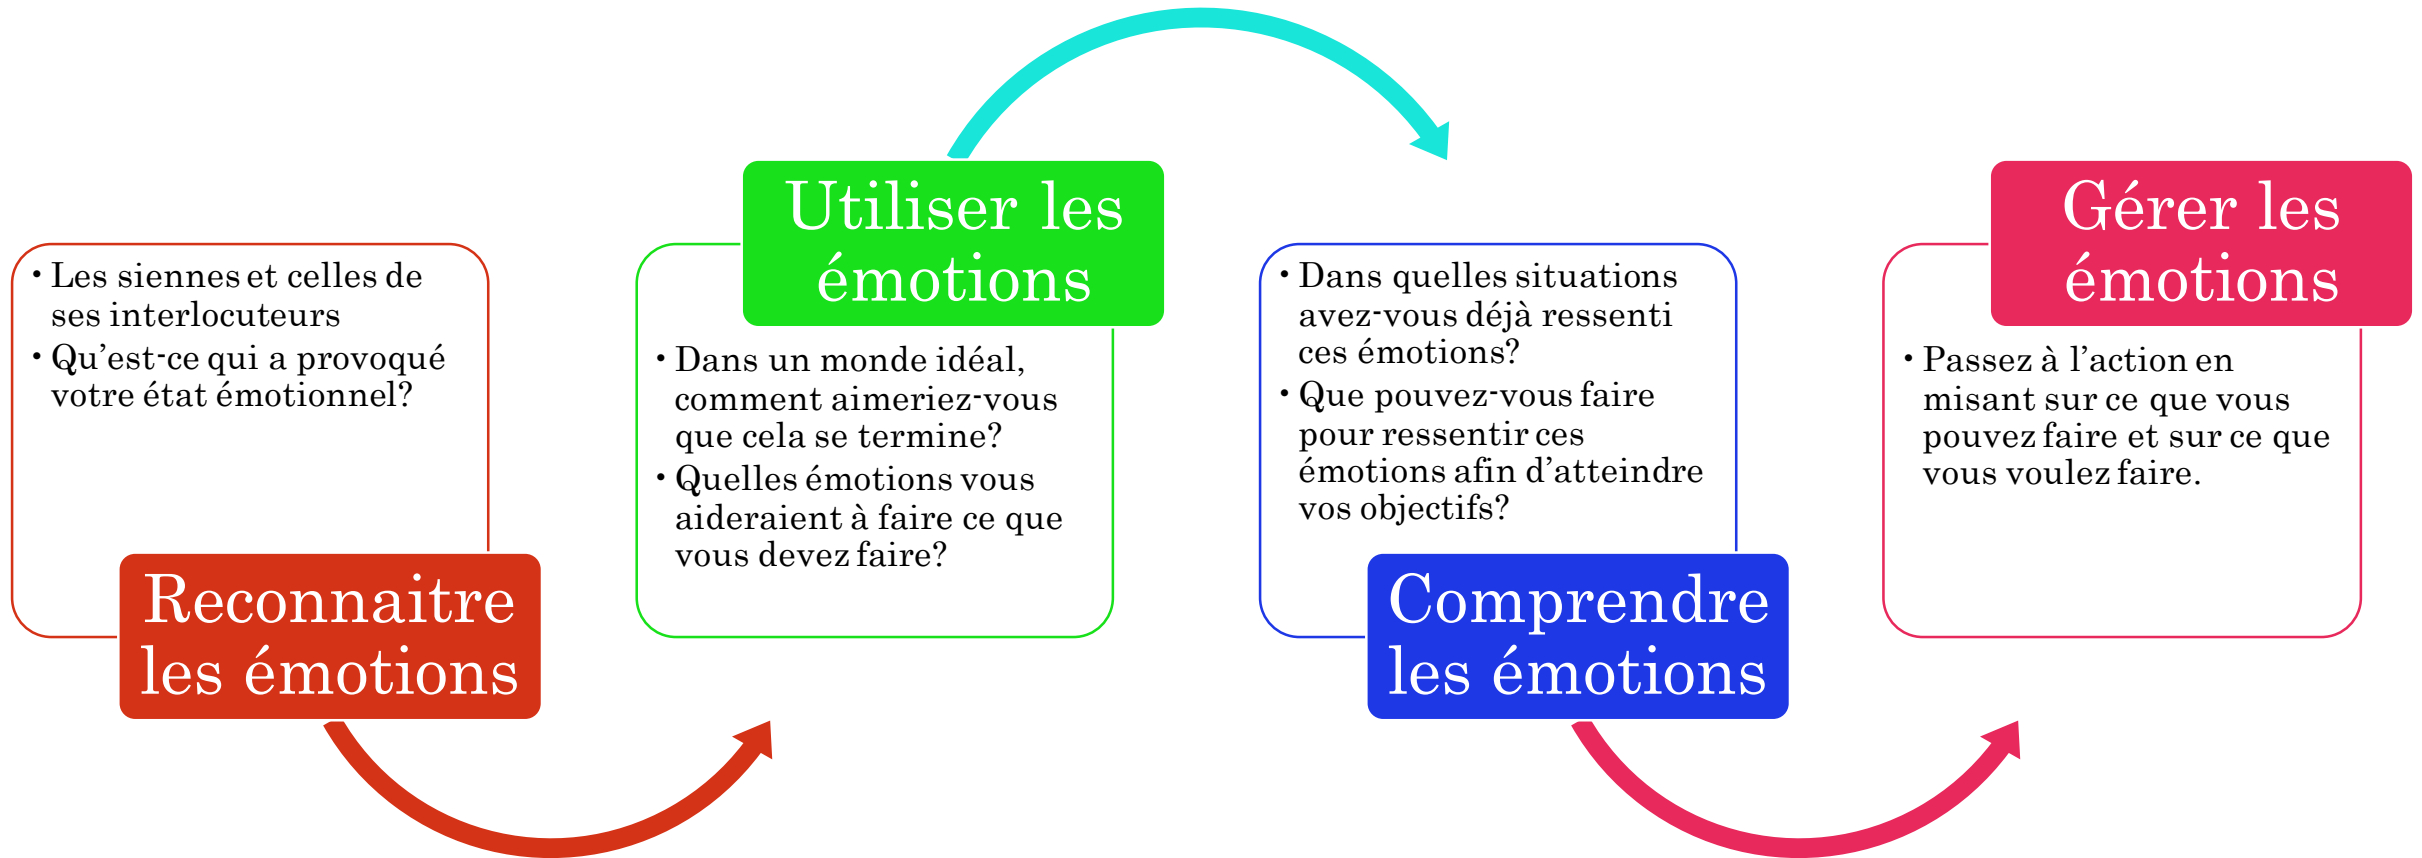 • Les siennes et celles de
ses interlocuteurs
• Qu’est-ce qui a provoqué
votre état émotionnel?
Reconnaitre
les émotions
Utiliser les
émotions
• Dans un monde idéal,
comment aimeriez-vous
que cela se termine?
• Quelles émotions vous
aideraient à faire ce que
vous devez faire?
• Dans quelles situations
avez-vous déjà ressenti
ces émotions?
• Que pouvez-vous faire
pour ressentir ces
émotions afin d’atteindre
vos objectifs?
Comprendre
les émotions
Gérer les
émotions
• Passez à l’action en
misant sur ce que vous
pouvez faire et sur ce que
vous voulez faire.